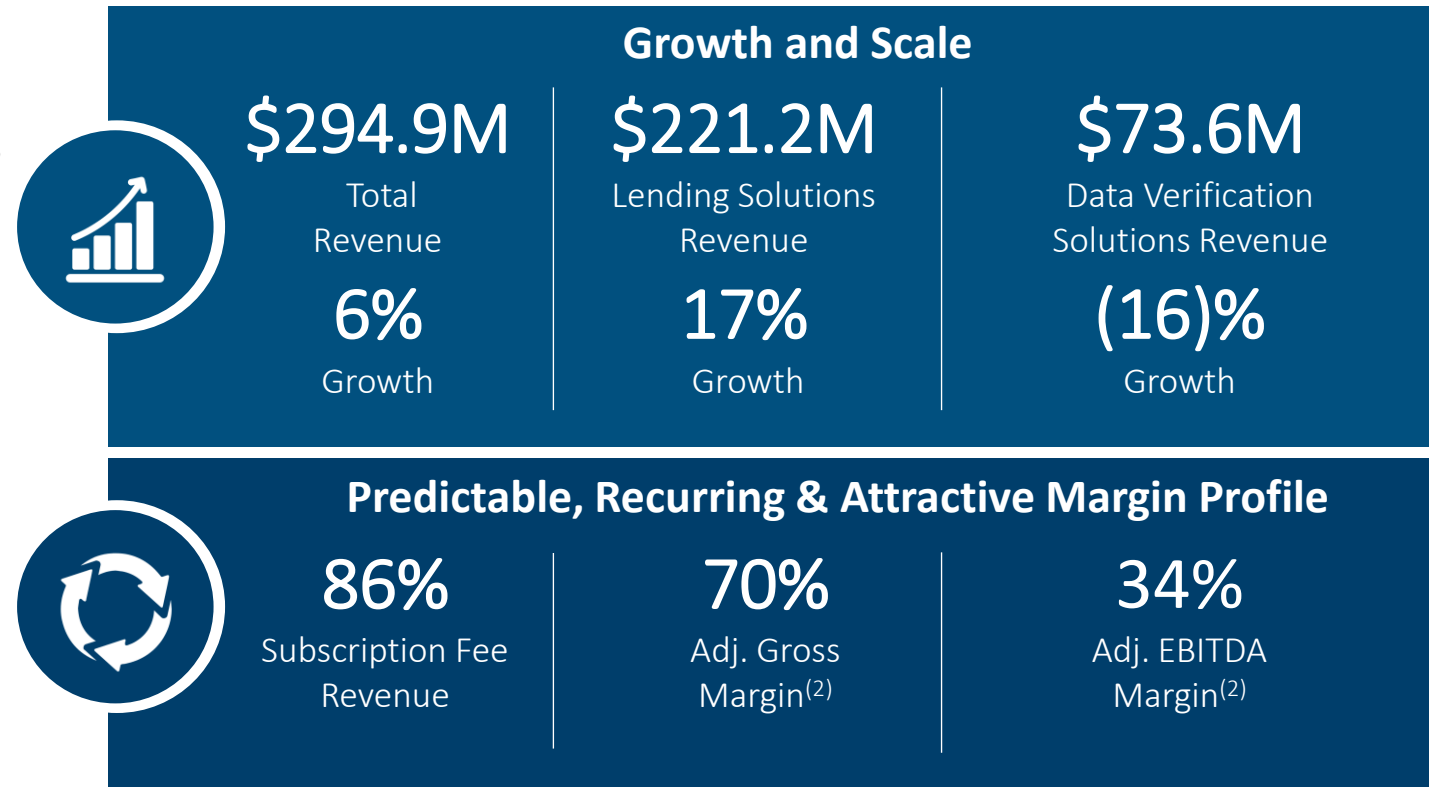 Growth and Scale
$294.9M
Total
Revenue
6%
Growth
$221.2M
Lending Solutions
Revenue
17%
Growth
$73.6M
Data Verification
Solutions Revenue
(16)%
Growth
Predictable, Recurring & Attractive Margin Profile
86%
Subscription Fee
Revenue
70%
Adj. Gross
Margin(2)
34%
Adj. EBITDA
Margin(2)